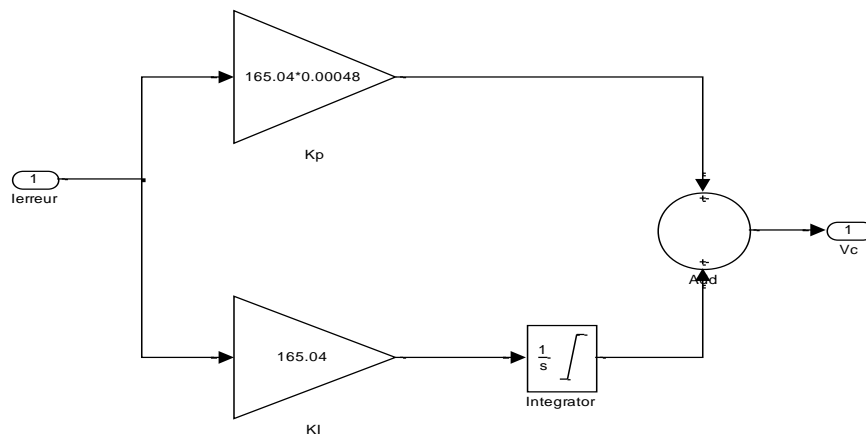 165.04*0.00048
Kp
1
Ierreur
+
+
Add
1
Vc
165.04
1
s
Integrator
KI